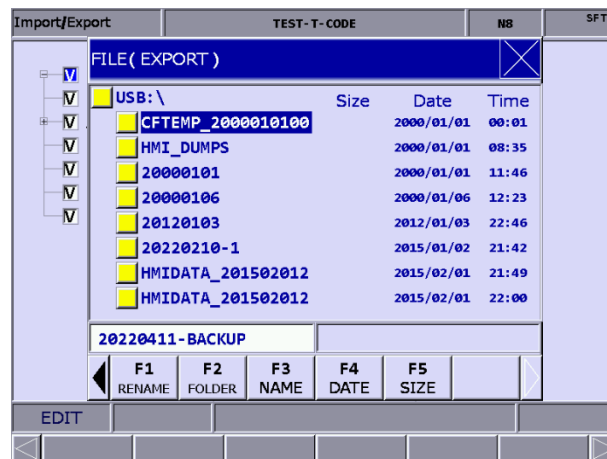 Import/Export TEST-T-CODE N8 SFT
FILE( EXPORT )
USB:\ Size Date Time
CFTEMP_2000010100 2000/01/01 00:01
HMI_DUMPS 2000/01/01 08:35
20000101 2000/01/01 11:46
20000106 2000/01/06 12:23
20120103 2012/01/03 22:46
20220210-1 2015/01/02 21:42
HMIDATA_201502012 2015/02/01 21:49
HMIDATA_201502012 2015/02/01 22:00
20220411-BACKUP
F1 F2 F3 F4 F5
RENAME FOLDER NAME DATE SIZE
EDIT